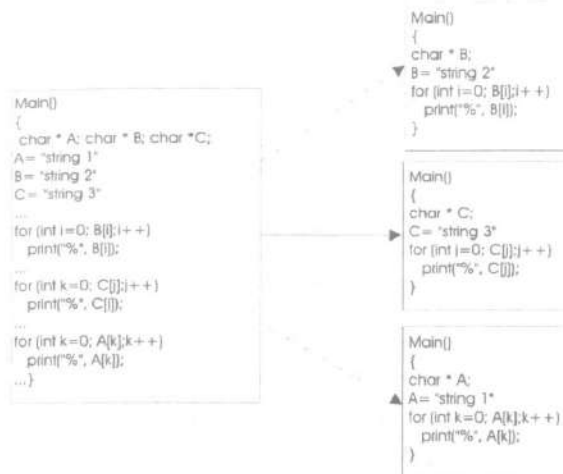 Main()
{
char * A; char * B; char *C;
A= "string 1"
B= "string 2"
C= "string 3"
...
for (int i=0; B[i];i++)
print("%", B[i]);
...
for (int k=0; C[j];j++)
print("%", C[j]);
...
for (int k=0; A[k];k++)
print("%", A[k]);
...}
Main()
{
char * B;
B= "string 2"
for (int i=0; B[i];i++)
print("%", B[i]);
}
Main()
{
char * C;
C= "string 3"
for (int j=0; C[j];j++)
print("%", C[j]);
}
Main()
{
char * A;
A= "string 1"
for (int k=0; A[k];k++)
print("%", A[k]);
}